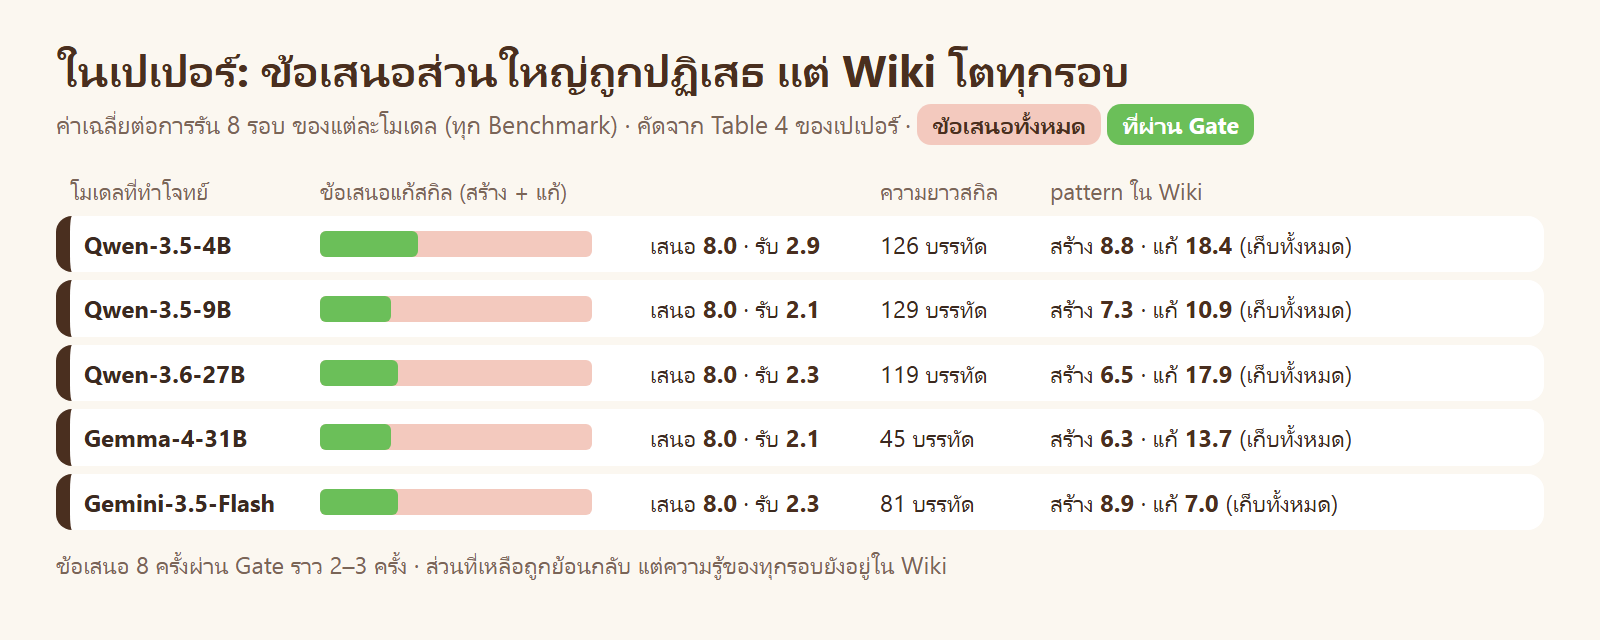 ในเปเปอร์: ข้อเสนอส่วนใหญ่ถูกปฏิเสธ แต่ Wiki โตทุกรอบ
ค่าเฉลี่ยต่อการรัน 8 รอบ ของแต่ละโมเดล (ทุก Benchmark) · คัดจาก Table 4 ของเปเปอร์ · ข้อเสนอทั้งหมด ที่ผ่าน Gate
โมเดลที่ทำโจทย์ ข้อเสนอแก้สกิล (สร้าง + แก้) ความยาวสกิล pattern ใน Wiki
Qwen-3.5-4B เสนอ 8.0 · รับ 2.9 126 บรรทัด สร้าง 8.8 · แก้ 18.4 (เก็บทั้งหมด)
Qwen-3.5-9B เสนอ 8.0 · รับ 2.1 129 บรรทัด สร้าง 7.3 · แก้ 10.9 (เก็บทั้งหมด)
Qwen-3.6-27B เสนอ 8.0 · รับ 2.3 119 บรรทัด สร้าง 6.5 · แก้ 17.9 (เก็บทั้งหมด)
Gemma-4-31B เสนอ 8.0 · รับ 2.1 45 บรรทัด สร้าง 6.3 · แก้ 13.7 (เก็บทั้งหมด)
Gemini-3.5-Flash เสนอ 8.0 · รับ 2.3 81 บรรทัด สร้าง 8.9 · แก้ 7.0 (เก็บทั้งหมด)
ข้อเสนอ 8 ครั้งผ่าน Gate ราว 2–3 ครั้ง · ส่วนที่เหลือถูกย้อนกลับ แต่ความรู้ของทุกรอบยังอยู่ใน Wiki